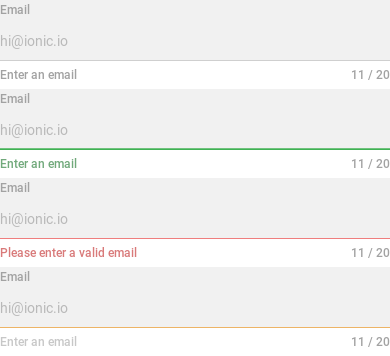 Email
hi@ionic.io
Enter an email 11 / 20
Email
hi@ionic.io
Enter an email 11 / 20
Email
hi@ionic.io
Please enter a valid email 11 / 20
Email
hi@ionic.io
Enter an email 11 / 20